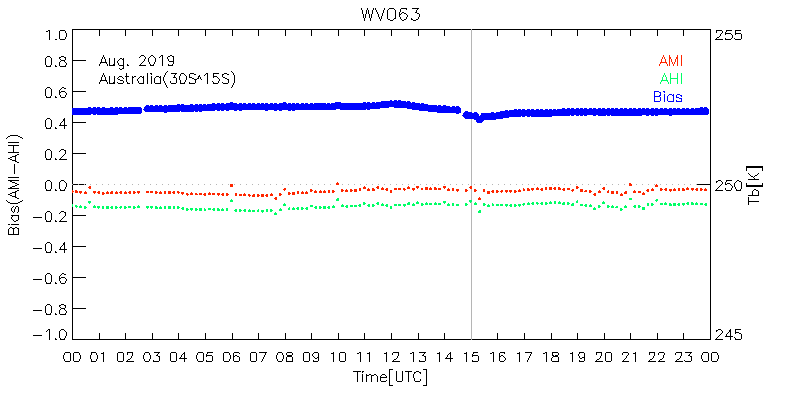 WV063
1.0
0.8
0.6
0.4
0.2
0.0
-0.2
-0.4
-0.6
-0.8
-1.0
Bias(AMI-AHI)
Aug. 2019
Australia(30S^15S)
AMI
AHI
Bias
255
250
245
Tb[K]
00 01 02 03 04 05 06 07 08 09 10 11 12 13 14 15 16 17 18 19 20 21 22 23 00
Time[UTC]